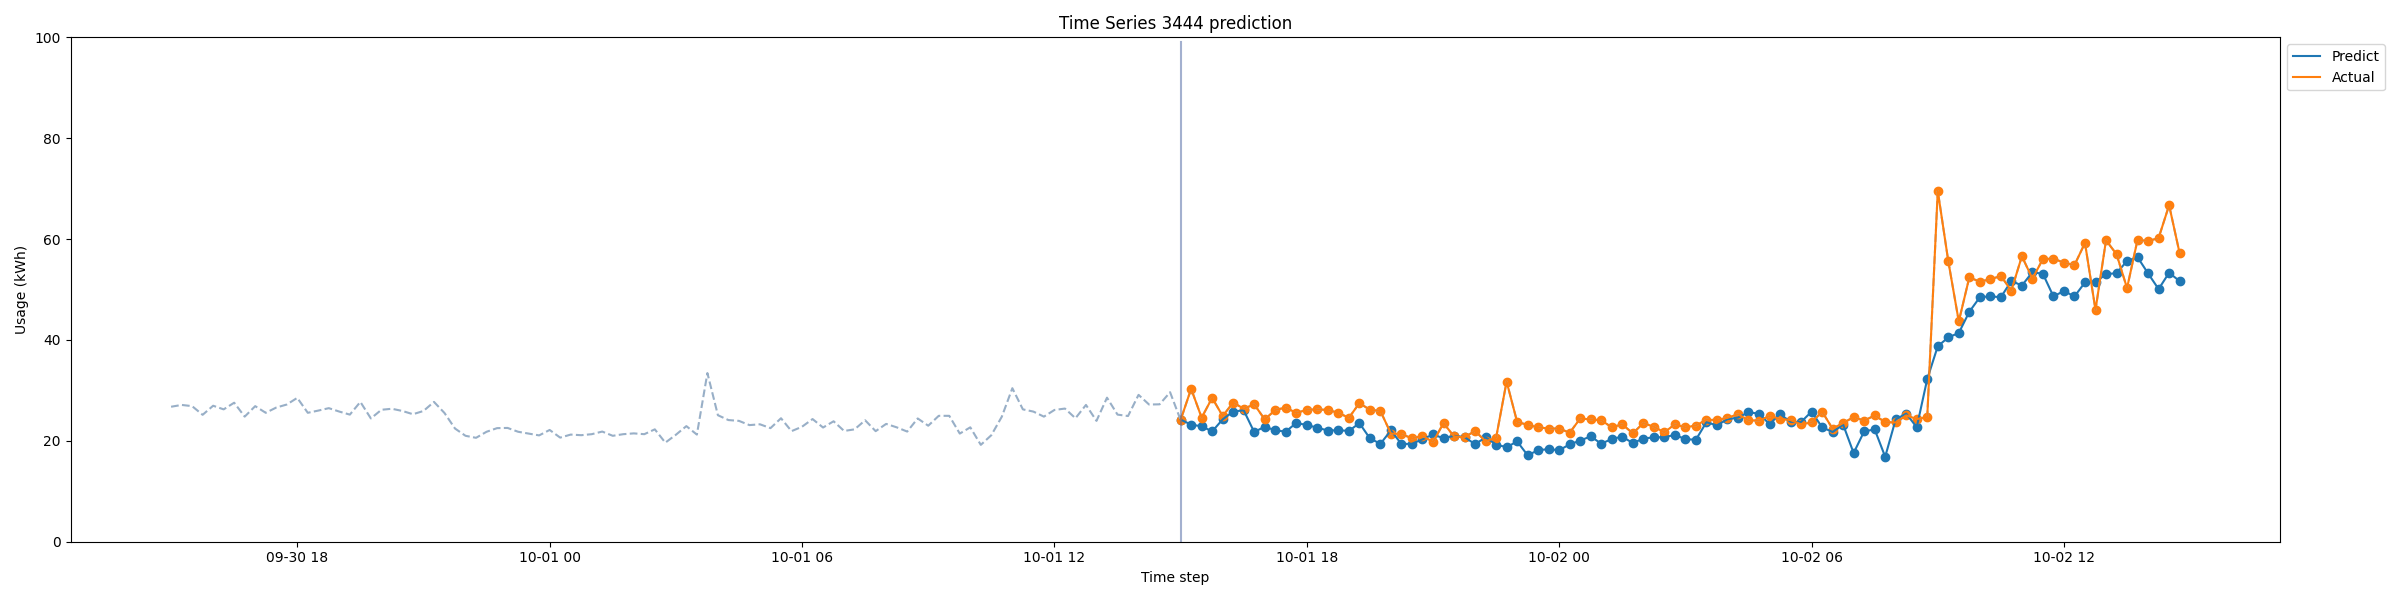 Time Series 3444 prediction
100
80
60
40
20
0
Usage (kWh)
09-30 18
10-01 00
10-01 06
10-01 12
10-01 18
10-02 00
10-02 06
10-02 12
Time step
Predict
Actual